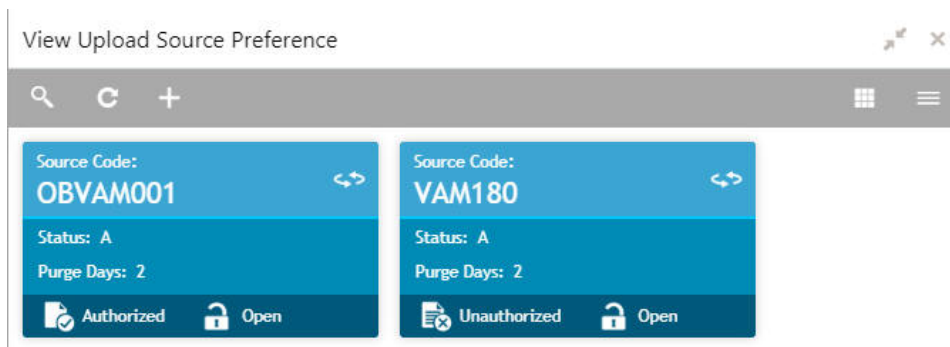 View Upload Source Preference
Source Code:
OBVAM001
Status: A
Purge Days: 2
Authorized Open
Source Code:
VAM180
Status: A
Purge Days: 2
Unauthorized Open